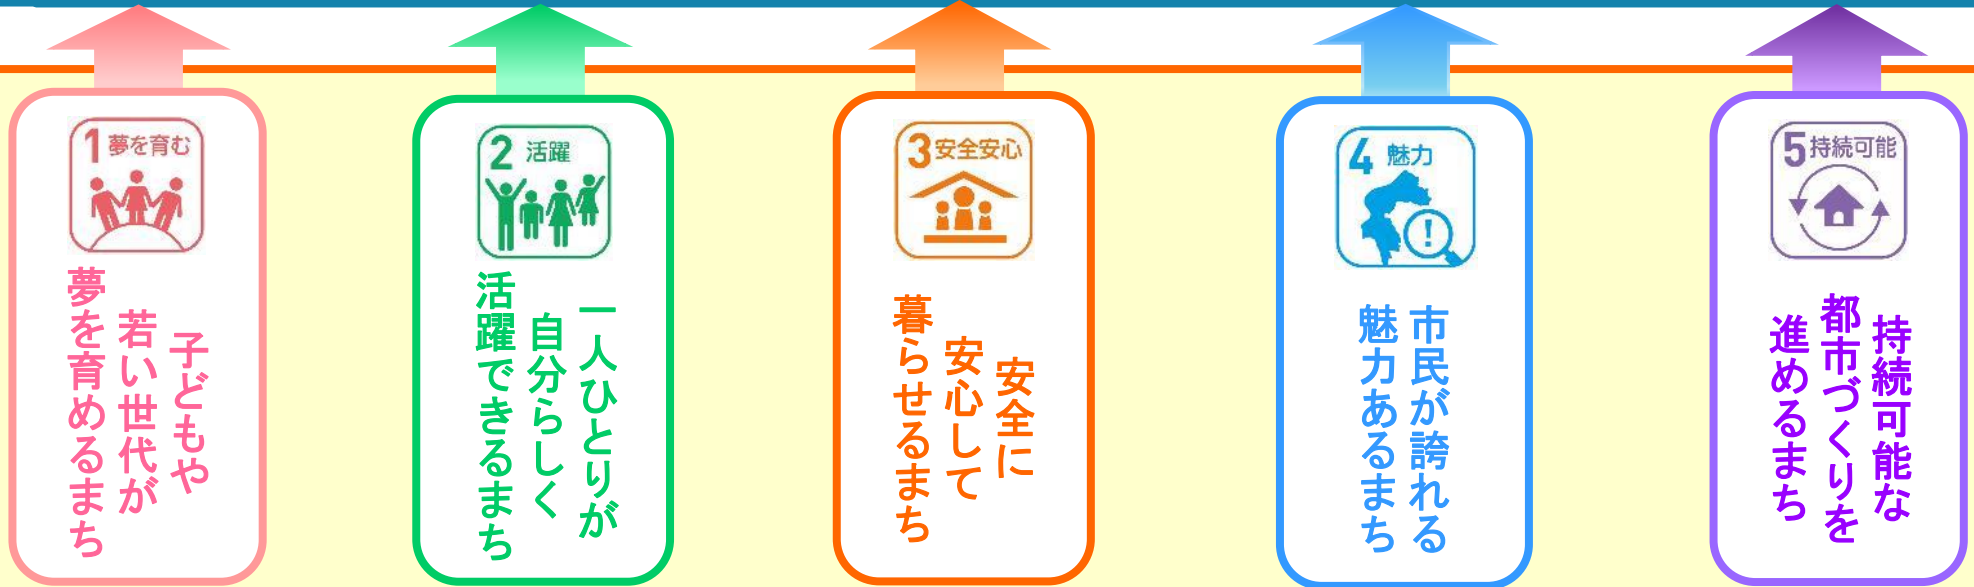 1 夢を育む
子どもや
若い世代が
夢を育めるまち
2 活躍
一人ひとりが
自分らしく
活躍できるまち
3 安全安心
安全に
安心して
暮らせるまち
4 魅力
!
市民が誇れる
魅力あるまち
5 持続可能
持続可能な
都市づくりを
進めるまち